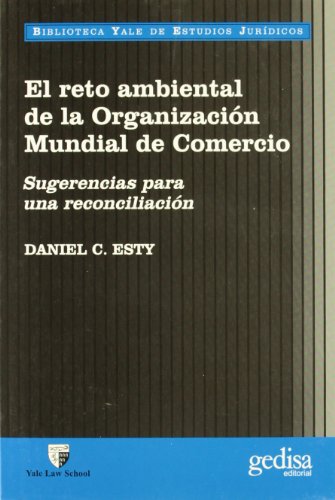 BIBLIOTECA YALE DE ESTUDIOS JURÍDICOS
El reto ambiental
de la Organización
Mundial de Comercio
Sugerencias para
una reconciliación
DANIEL C. ESTY
Yale Law School
gedisa
editorial